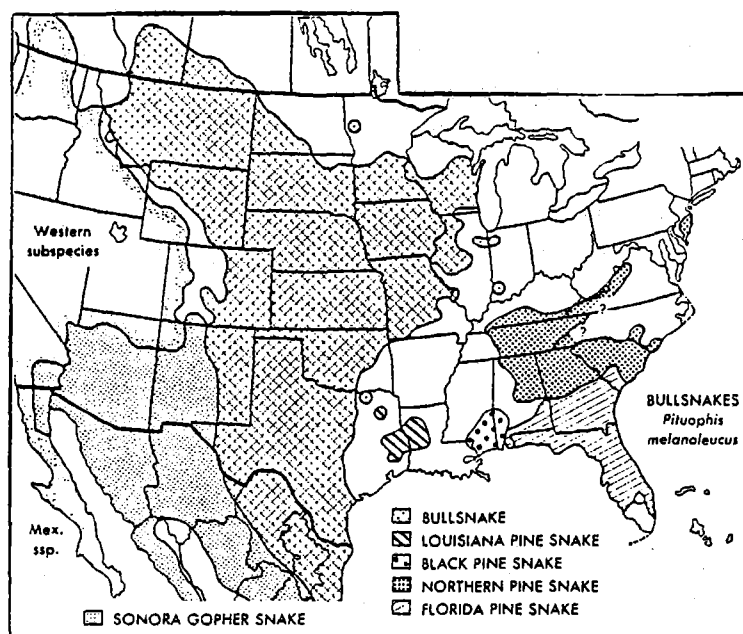 Western
subspecies
?
?
BULLSNAKES
Pituophis
melanoleucus
Mex.
ssp.
BULLSNAKE
LOUISIANA PINE SNAKE
BLACK PINE SNAKE
NORTHERN PINE SNAKE
FLORIDA PINE SNAKE
SONORA GOPHER SNAKE